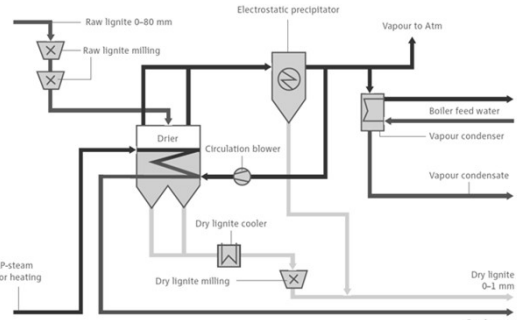 Electrostatic precipitator
Raw lignite 0–80 mm
Vapour to Atm
Raw lignite milling
Boiler feed water
Drier
Vapour condenser
Circulation blower
Vapour condensate
Dry lignite cooler
P-steam
or heating
Dry lignite milling
Dry lignite
0–1 mm